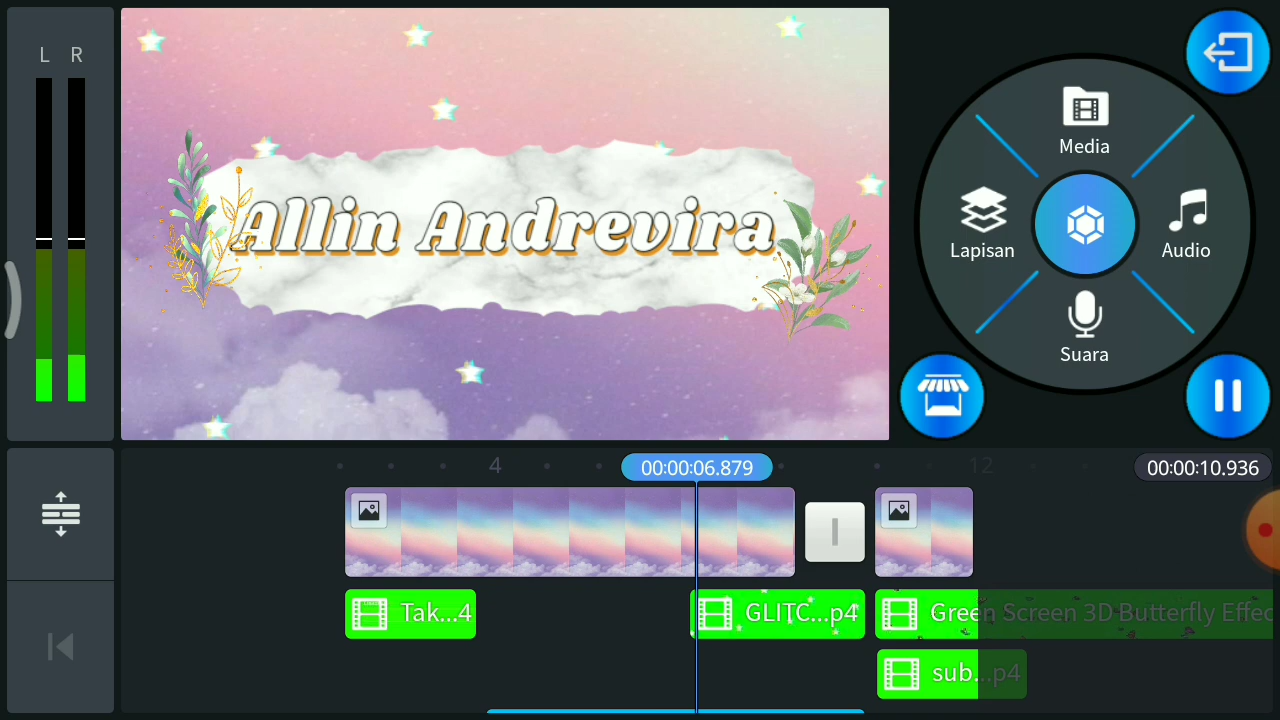 L R
Allin Andrevira
Media
Lapisan
Audio
Suara
4
00:00:06.879
12
00:00:10.936
Tak...4
GLITC...p4
Green Screen 3D Butterfly Effec
sub...p4